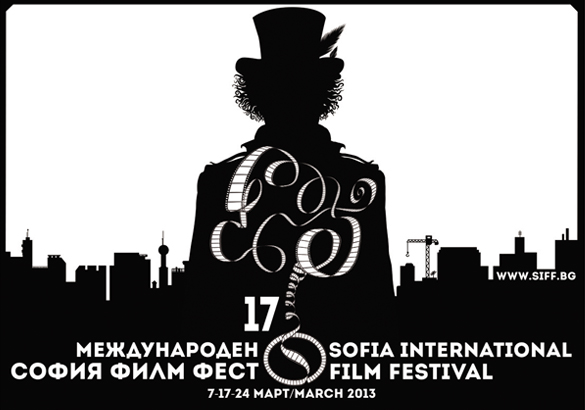 WWW.SIFF.BG
17
МЕЖДУНАРОДЕН SOFIA INTERNATIONAL
СОФИЯ ФИЛМ ФЕСТ FILM FESTIVAL
7-17-24 МАРТ/MARCH 2013